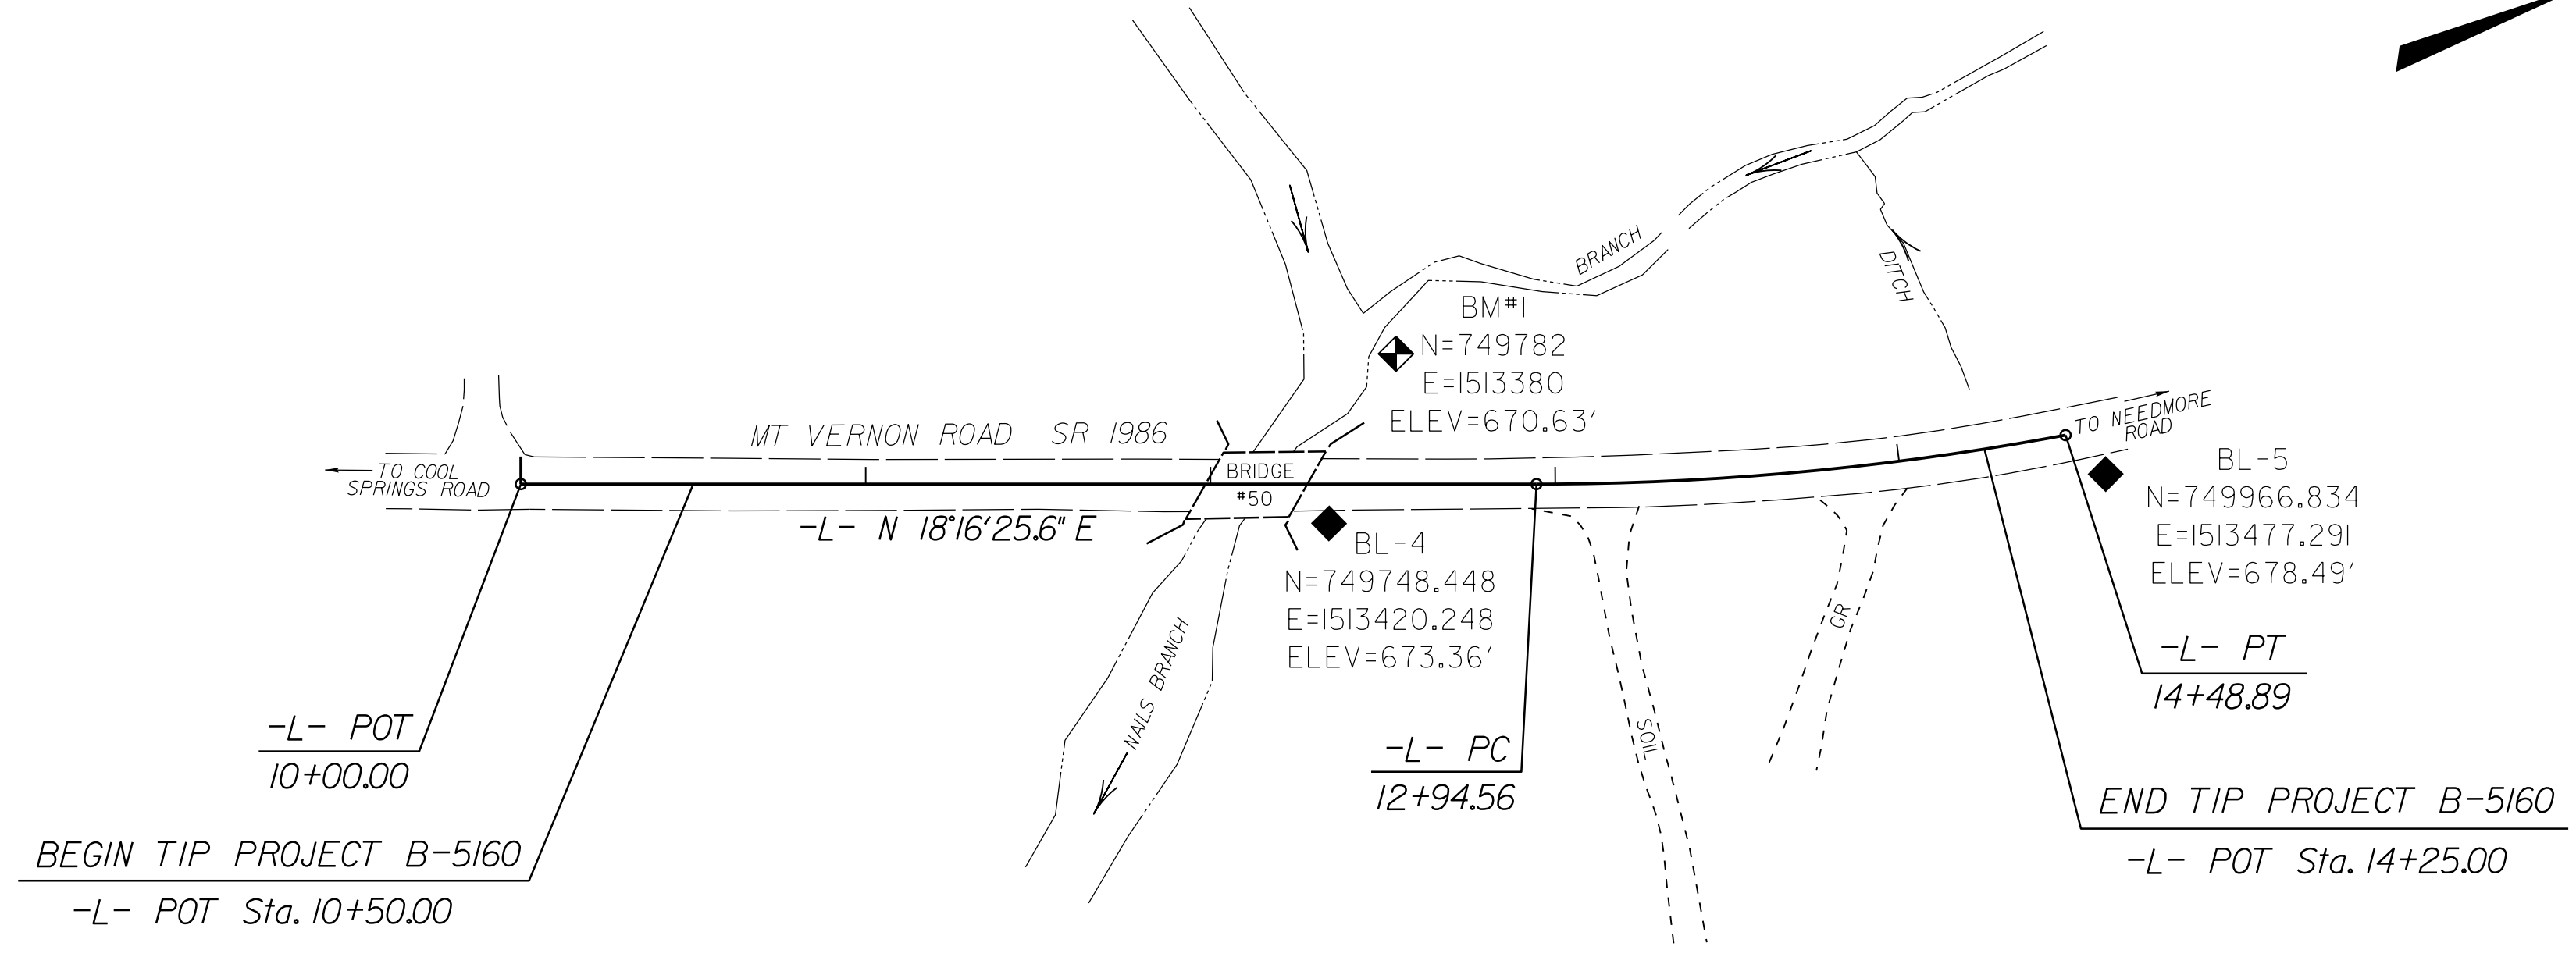 BRANCH
DITCH
BM#1
N=749782
E=1513380
ELEV=670.63'
MT VERNON ROAD SR 1986
TO NEEDMORE
ROAD
TO COOL
SPRINGS ROAD
BRIDGE
#50
-L- N 18°16'25.6" E
BL-4
N=749748.448
E=1513420.248
ELEV=673.36'
BL-5
N=749966.834
E=1513477.291
ELEV=678.49'
GR
NAILS BRANCH
SOIL
-L- PT
14+48.89
-L- POT
10+00.00
-L- PC
12+94.56
END TIP PROJECT B-5160
-L- POT Sta. 14+25.00
BEGIN TIP PROJECT B-5160
-L- POT Sta. 10+50.00